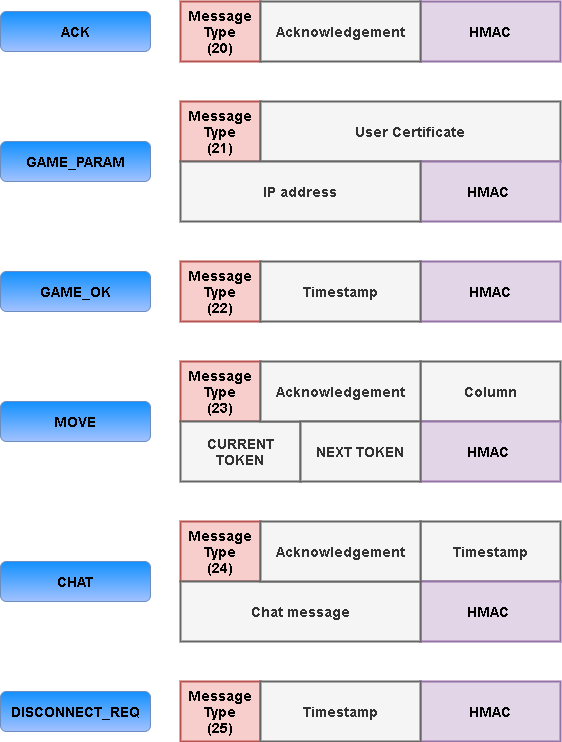 ACK
Message
Type
(20)
Acknowledgement
HMAC
GAME_PARAM
Message
Type
(21)
User Certificate
IP address
HMAC
GAME_OK
Message
Type
(22)
Timestamp
HMAC
MOVE
Message
Type
(23)
Acknowledgement
Column
CURRENT
TOKEN
NEXT TOKEN
HMAC
CHAT
Message
Type
(24)
Acknowledgement
Timestamp
Chat message
HMAC
DISCONNECT_REQ
Message
Type
(25)
Timestamp
HMAC